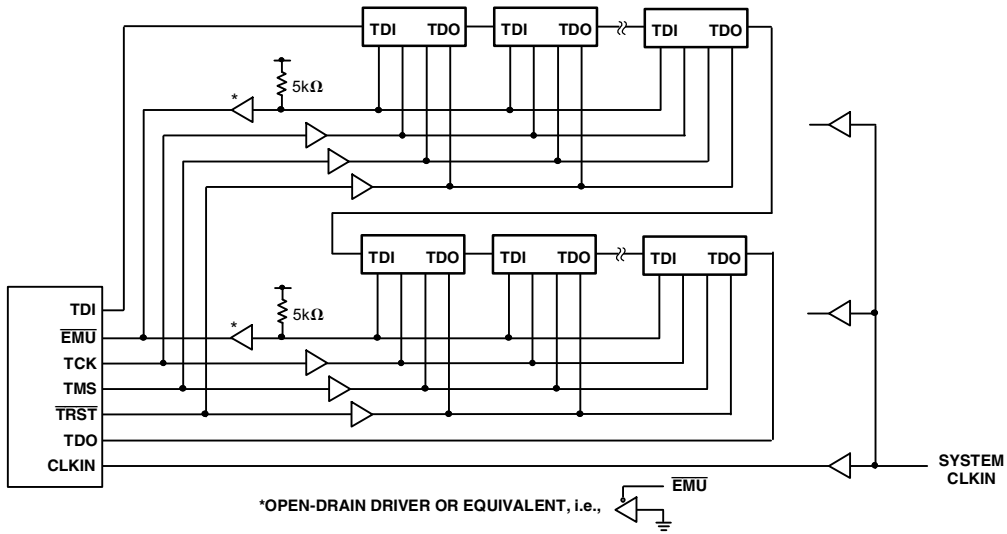 TDI TDO TDI TDO TDI TDO
5kΩ
*
TDI TDO TDI TDO TDI TDO
5kΩ
*
TDI
EMU
TCK
TMS
TRST
TDO
CLKIN
SYSTEM
CLKIN
*OPEN-DRAIN DRIVER OR EQUIVALENT, i.e., EMU